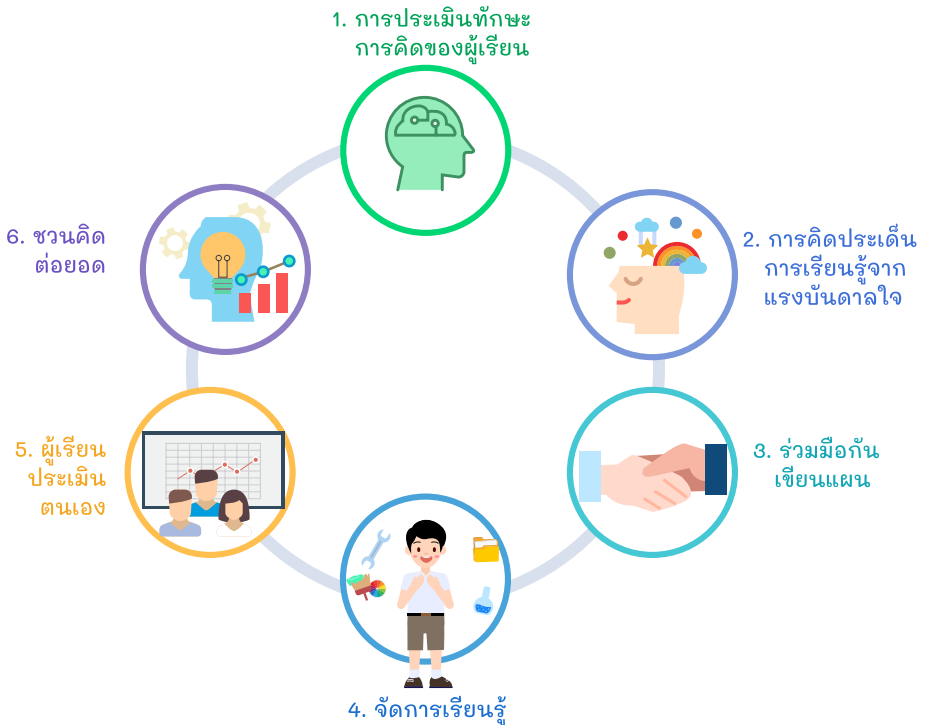 1. การประเมินทักษะ
การคิดของผู้เรียน
2. การคิดประเด็น
การเรียนรู้จาก
แรงบันดาลใจ
3. ร่วมมือกัน
เขียนแผน
4. จัดการเรียนรู้
5. ผู้เรียน
ประเมิน
ตนเอง
6. ชวนคิด
ต่อยอด